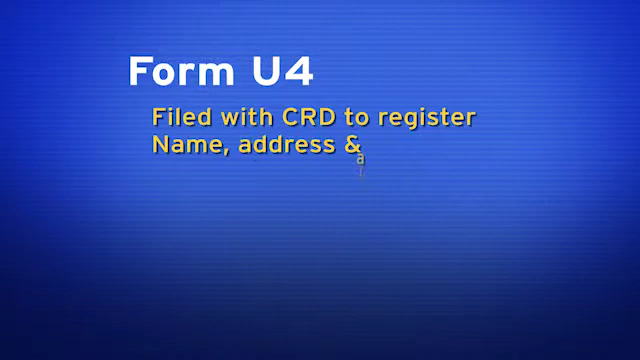 Form U4
Filed with CRD to register
Name, address &
a